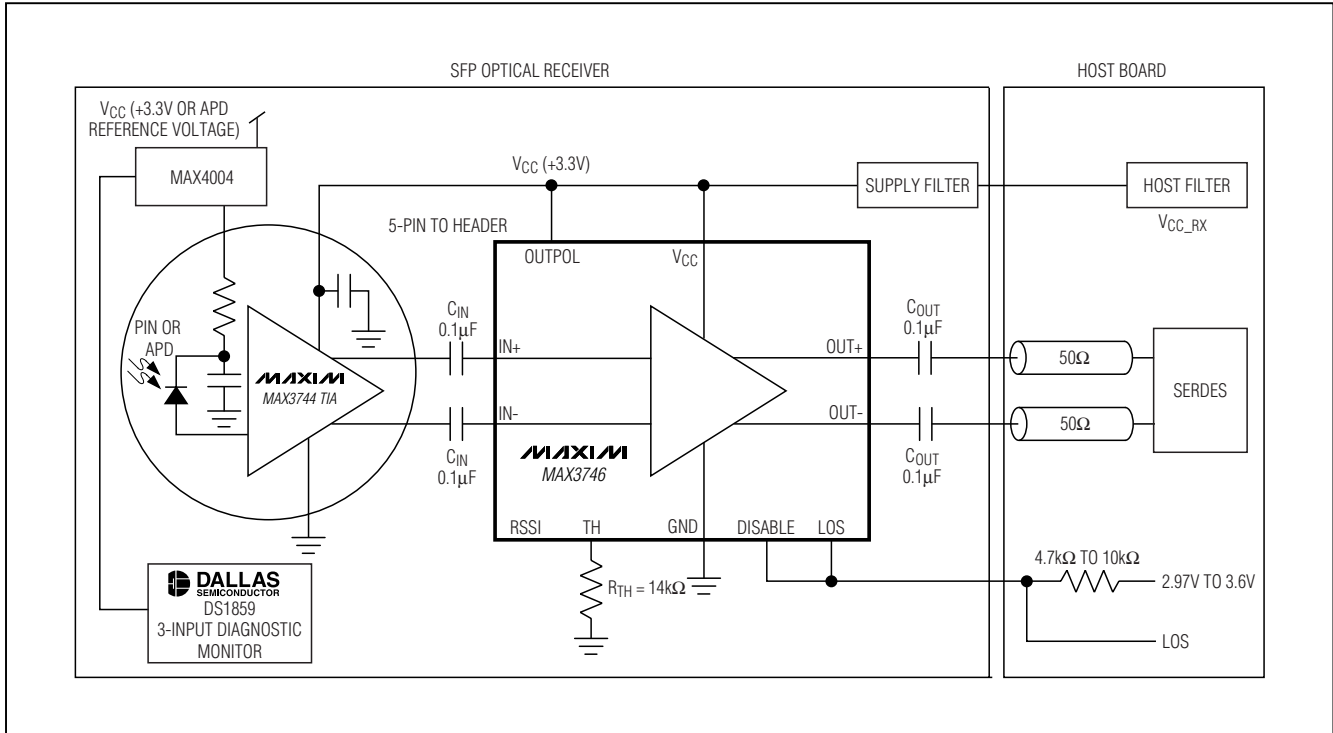 SFP OPTICAL RECEIVER
HOST BOARD
VCC (+3.3V OR APD
REFERENCE VOLTAGE)
MAX4004
VCC (+3.3V)
SUPPLY FILTER
HOST FILTER
VCC_RX
5-PIN TO HEADER
OUTPOL
VCC
PIN OR
APD
MAXIM
MAX3744 TIA
CIN
0.1μF
IN+
IN-
CIN
0.1μF
MAXIM
MAX3746
OUT+
OUT-
COUT
0.1μF
COUT
0.1μF
50Ω
50Ω
SERDES
RSSI
TH
GND
DISABLE
LOS
RTH = 14kΩ
4.7kΩ TO 10kΩ
2.97V TO 3.6V
LOS
DALLAS
SEMICONDUCTOR
DS1859
3-INPUT DIAGNOSTIC
MONITOR